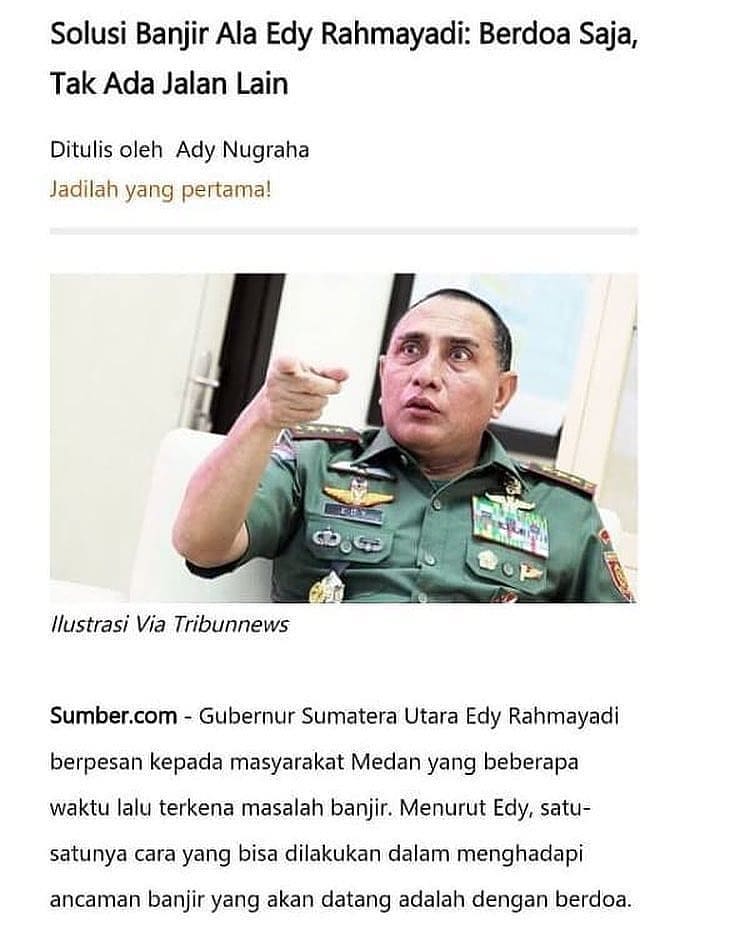 Solusi Banjir Ala Edy Rahmayadi: Berdoa Saja,
Tak Ada Jalan Lain
Ditulis oleh Ady Nugraha
Jadilah yang pertama!
EDY
Ilustrasi Via Tribunnews
Sumber.com - Gubernur Sumatera Utara Edy Rahmayadi
berpesan kepada masyarakat Medan yang beberapa
waktu lalu terkena masalah banjir. Menurut Edy, satu-
satunya cara yang bisa dilakukan dalam menghadapi
ancaman banjir yang akan datang adalah dengan berdoa.